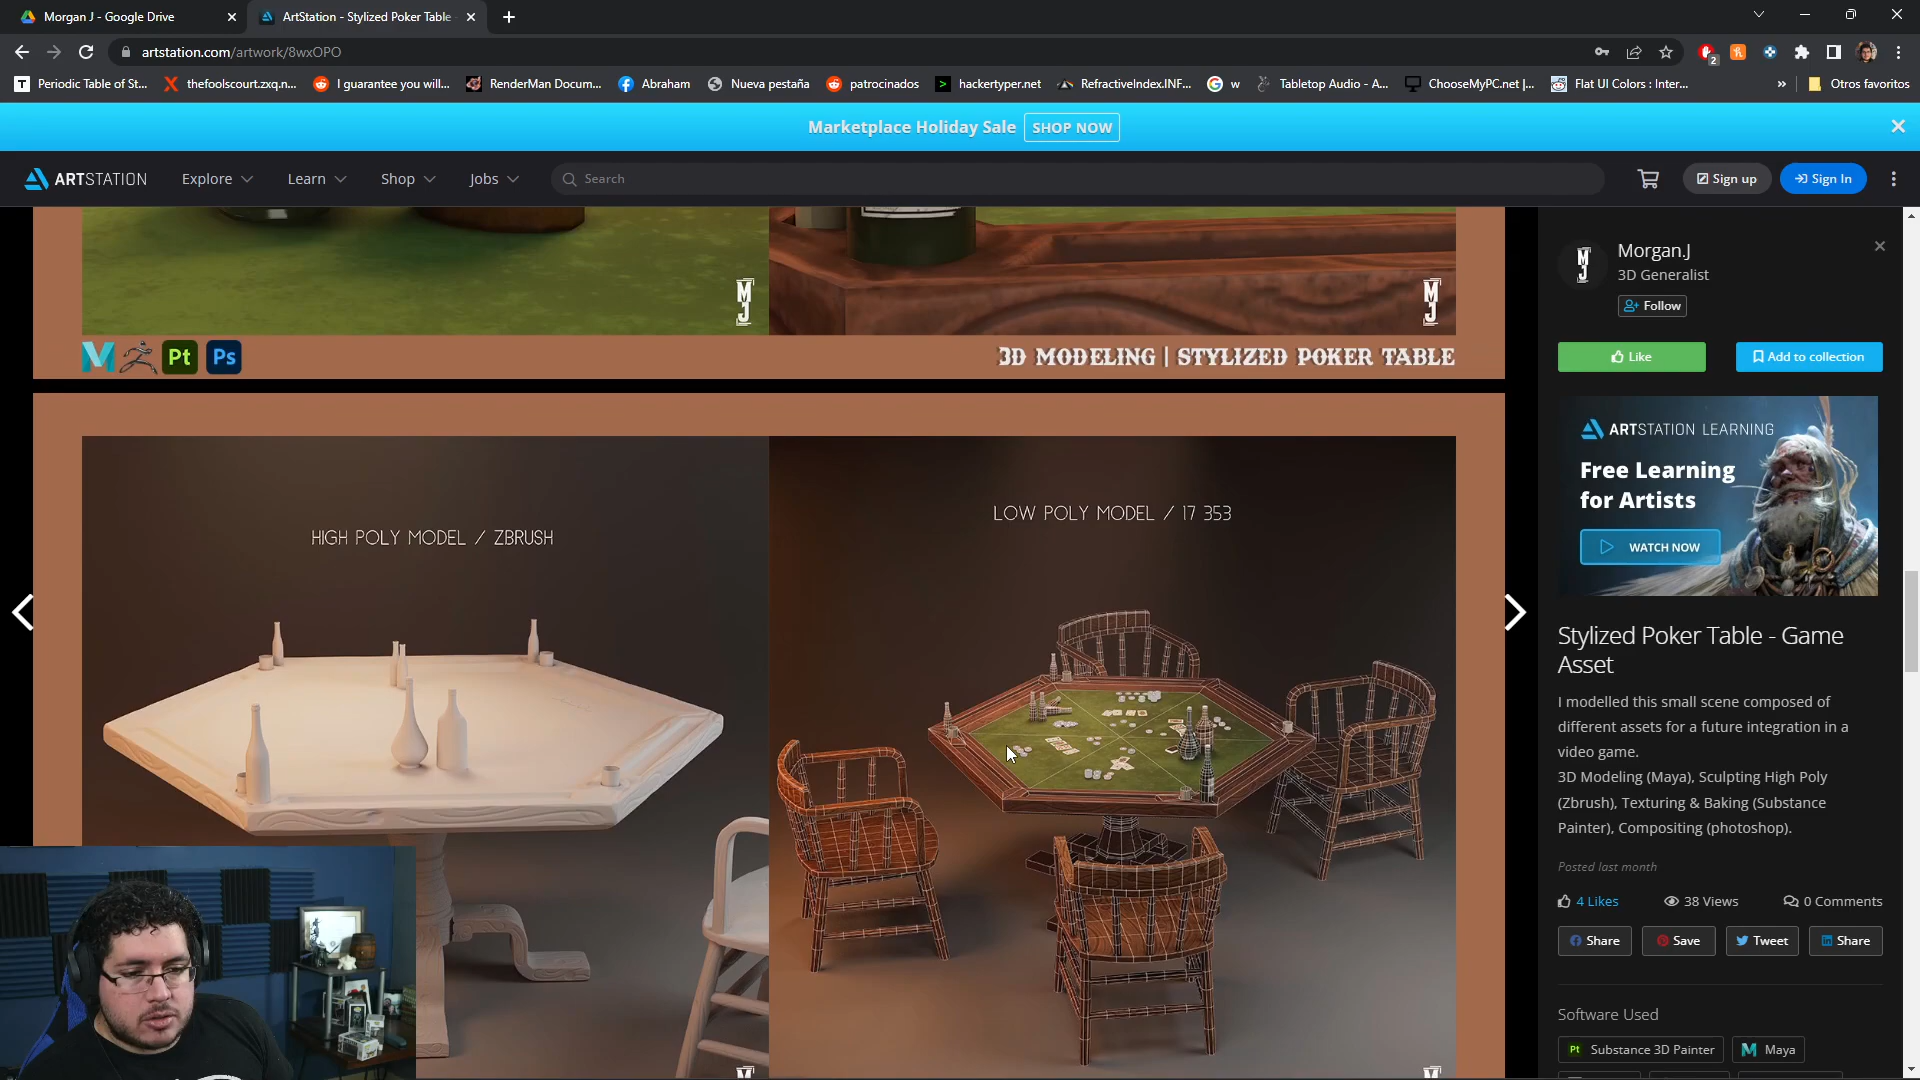 Morgan J - Google Drive
ArtStation - Stylized Poker Table
artstation.com/artwork/8wxOPO
2
Periodic Table of St...
thefoolscourt.zxq.n...
I guarantee you will...
RenderMan Docum...
Abraham
Nueva pestaña
patrocinados
hackertyper.net
RefractiveIndex.INF...
w
Tabletop Audio - A...
ChooseMyPC.net |...
Flat UI Colors : Inter...
Otros favoritos
Marketplace Holiday Sale
SHOP NOW
ARTSTATION
Explore
Learn
Shop
Jobs
Search
Sign up
Sign In
MJ
MJ
Pt
Ps
3D MODELING | STYLIZED POKER TABLE
HIGH POLY MODEL / ZBRUSH
LOW POLY MODEL / 17 353
MJ
Morgan.J
3D Generalist
Follow
Like
Add to collection
ARTSTATION LEARNING
Free Learning
for Artists
WATCH NOW
Stylized Poker Table - Game
Asset
I modelled this small scene composed of
different assets for a future integration in a
video game.
3D Modeling (Maya), Sculpting High Poly
(Zbrush), Texturing & Baking (Substance
Painter), Compositing (photoshop).
Posted last month
4 Likes
38 Views
0 Comments
Share
Save
Tweet
Share
Software Used
Pt Substance 3D Painter
M Maya